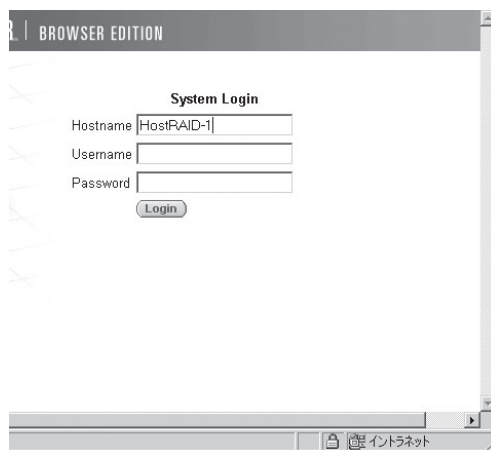 BROWSER EDITION
System Login
Hostname HostRAID-1
Username
Password
Login
イントラネット